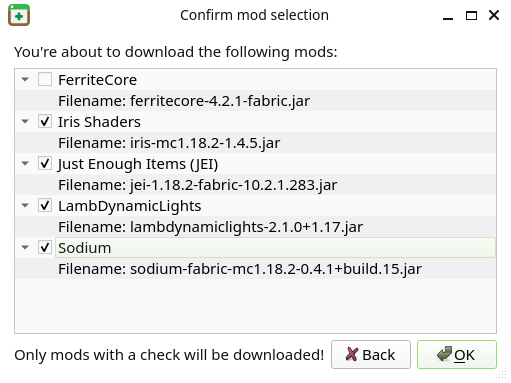 Confirm mod selection
You're about to download the following mods:
FerriteCore
Filename: ferritecore-4.2.1-fabric.jar
Iris Shaders
Filename: iris-mc1.18.2-1.4.5.jar
Just Enough Items (JEI)
Filename: jei-1.18.2-fabric-10.2.1.283.jar
LambDynamicLights
Filename: lambdynamiclights-2.1.0+1.17.jar
Sodium
Filename: sodium-fabric-mc1.18.2-0.4.1+build.15.jar
Only mods with a check will be downloaded! Back OK